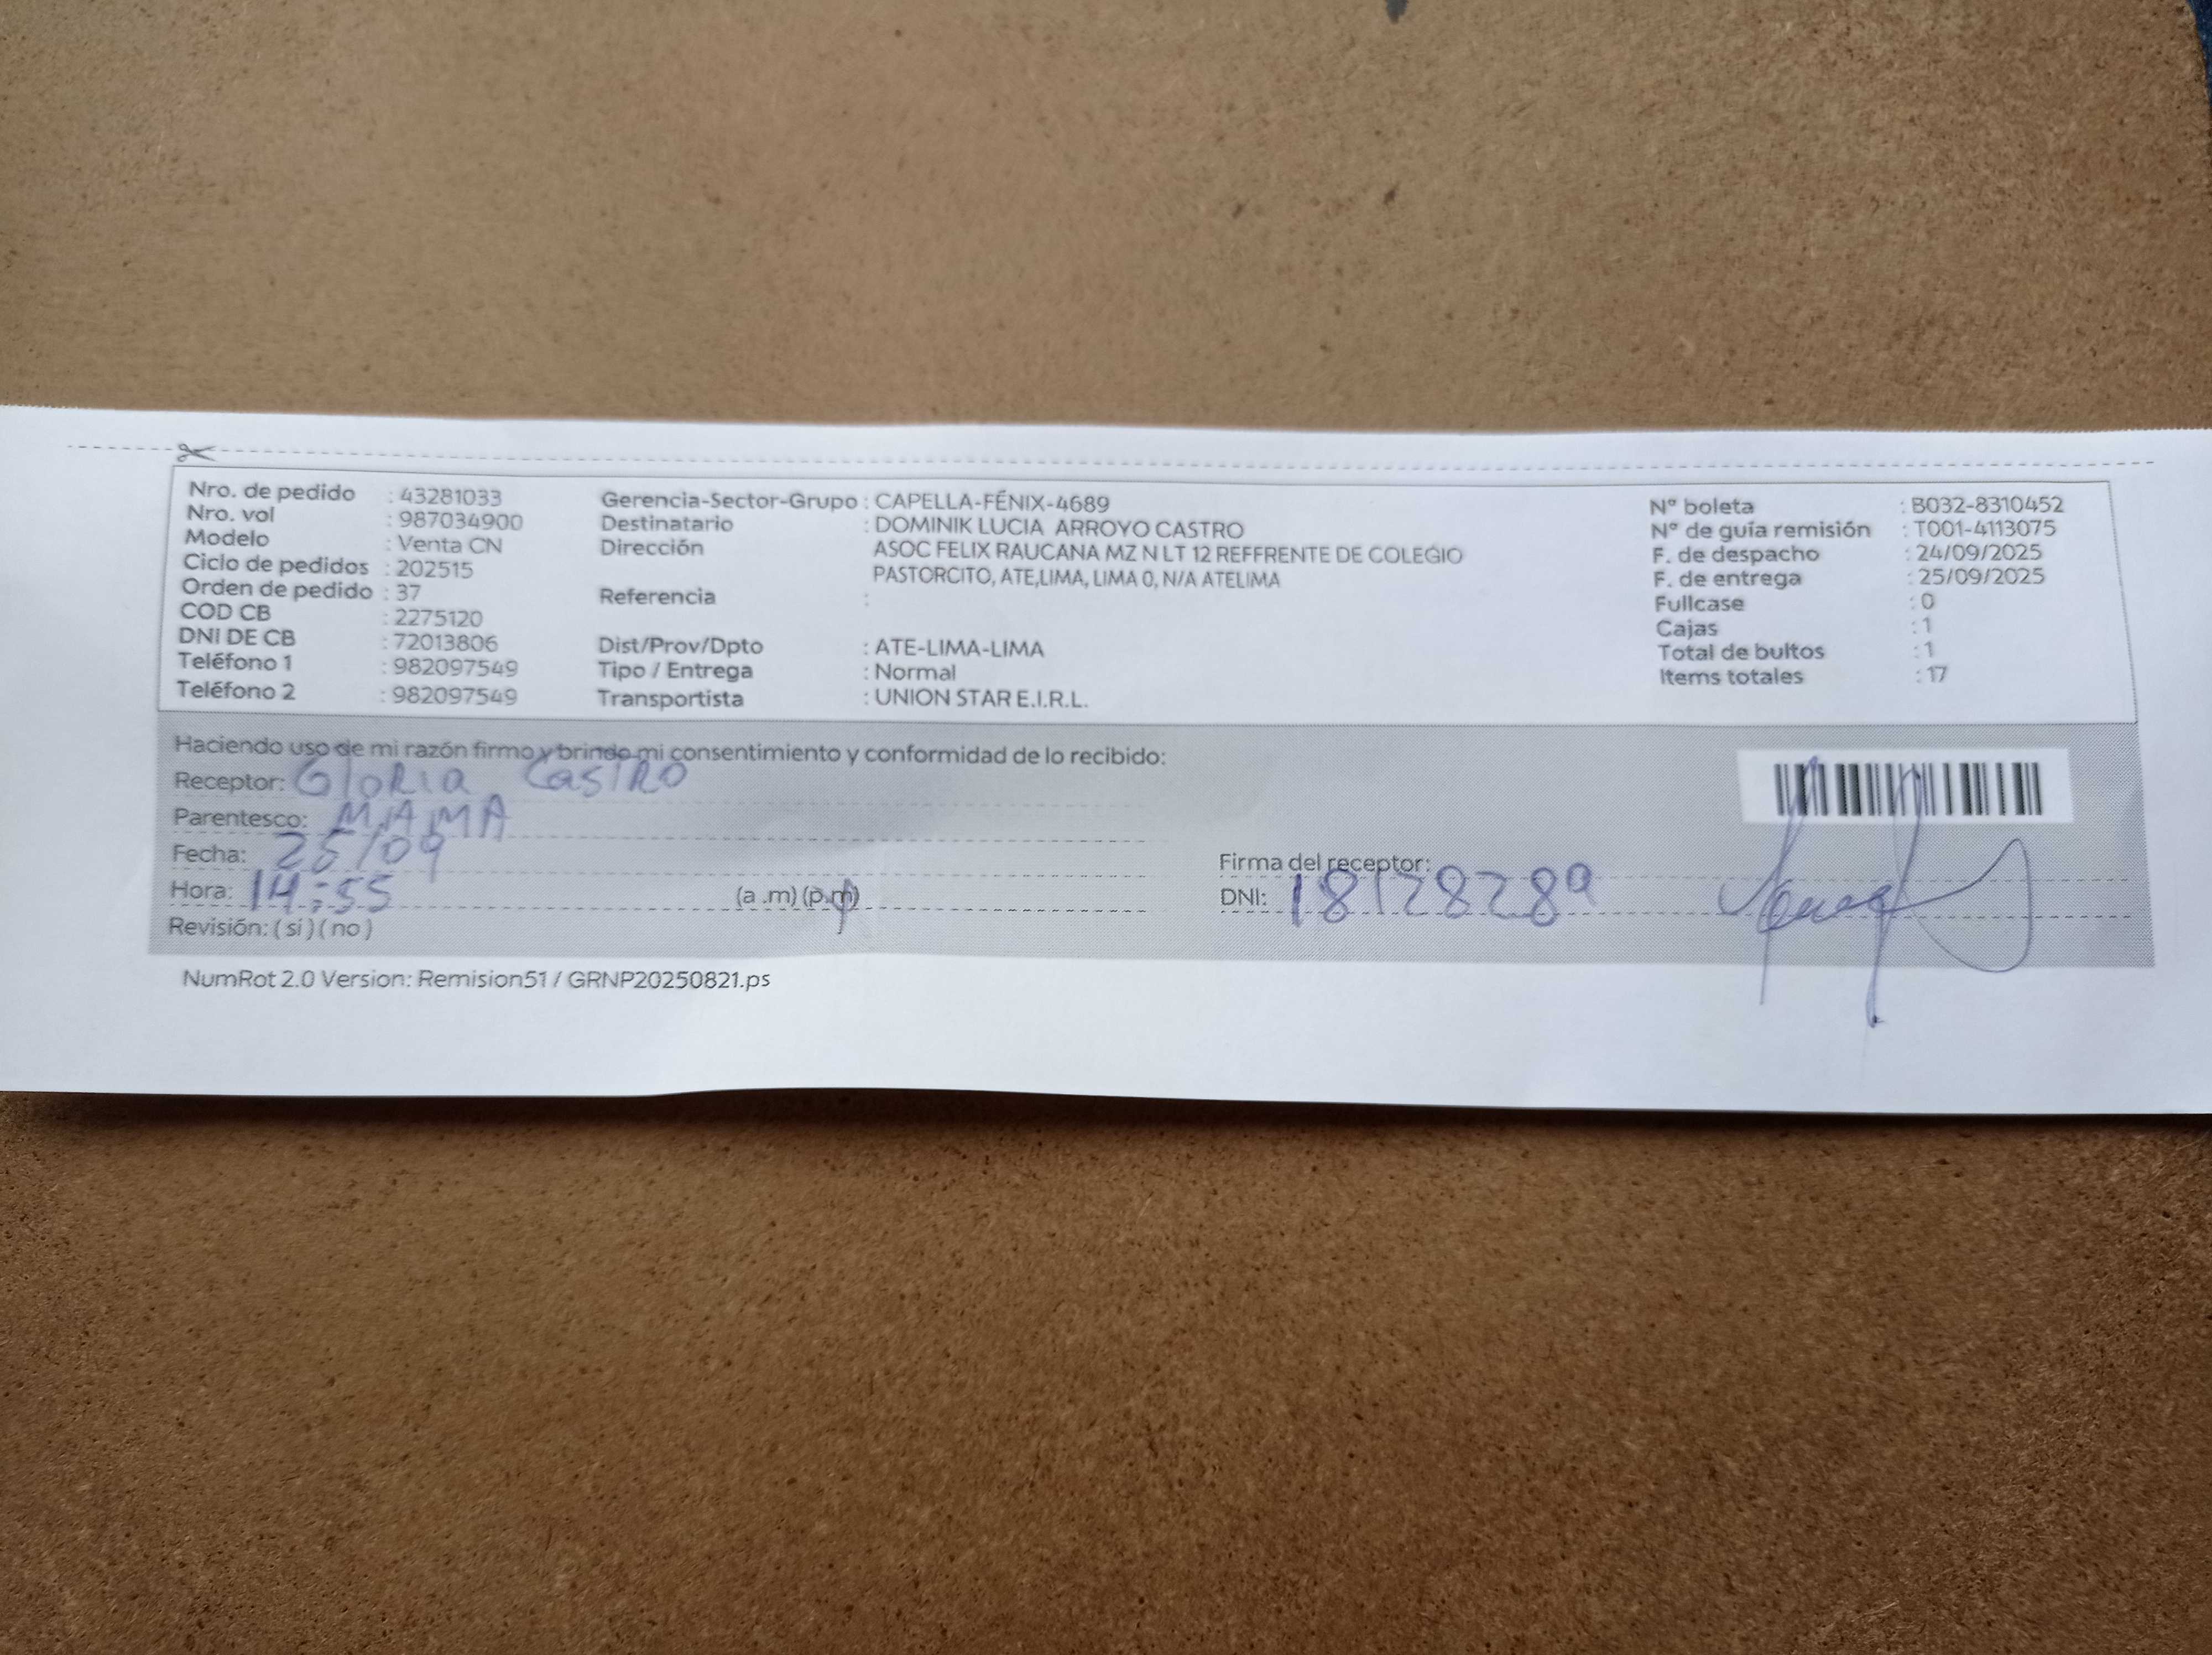 Nro. de pedido : 43281033 Gerencia-Sector-Grupo : CAPELLA-FÉNIX-4689 N° boleta : B032-8310452
Nro. vol : 987034900 Destinatario : DOMINIK LUCIA ARROYO CASTRO N° de guía remisión : T001-4113075
Modelo : Venta CN Dirección ASOC FELIX RAUCANA MZ N LT 12 REFFRENTE DE COLEGIO F. de despacho : 24/09/2025
Ciclo de pedidos : 202515 PASTORCITO, ATE,LIMA, LIMA 0, N/A ATELIMA F. de entrega : 25/09/2025
Orden de pedido : 37 Referencia : Fullcase : 0
COD CB : 2275120 Cajas : 1
DNI DE CB : 72013806 Dist/Prov/Dpto : ATE-LIMA-LIMA Total de bultos : 1
Teléfono 1 : 982097549 Tipo / Entrega : Normal Items totales : 17
Teléfono 2 : 982097549 Transportista : UNION STAR E.I.R.L.
Haciendo uso de mi razón firmo y brindo mi consentimiento y conformidad de lo recibido:
Receptor: Gloria Castro
Parentesco: MAMA
Fecha: 25/09 Firma del receptor:
Hora: 14:55 (a .m) (p.m) DNI: 18128289
Revisión: ( si ) ( no )
NumRot 2.0 Version: Remision51 / GRNP20250821.ps